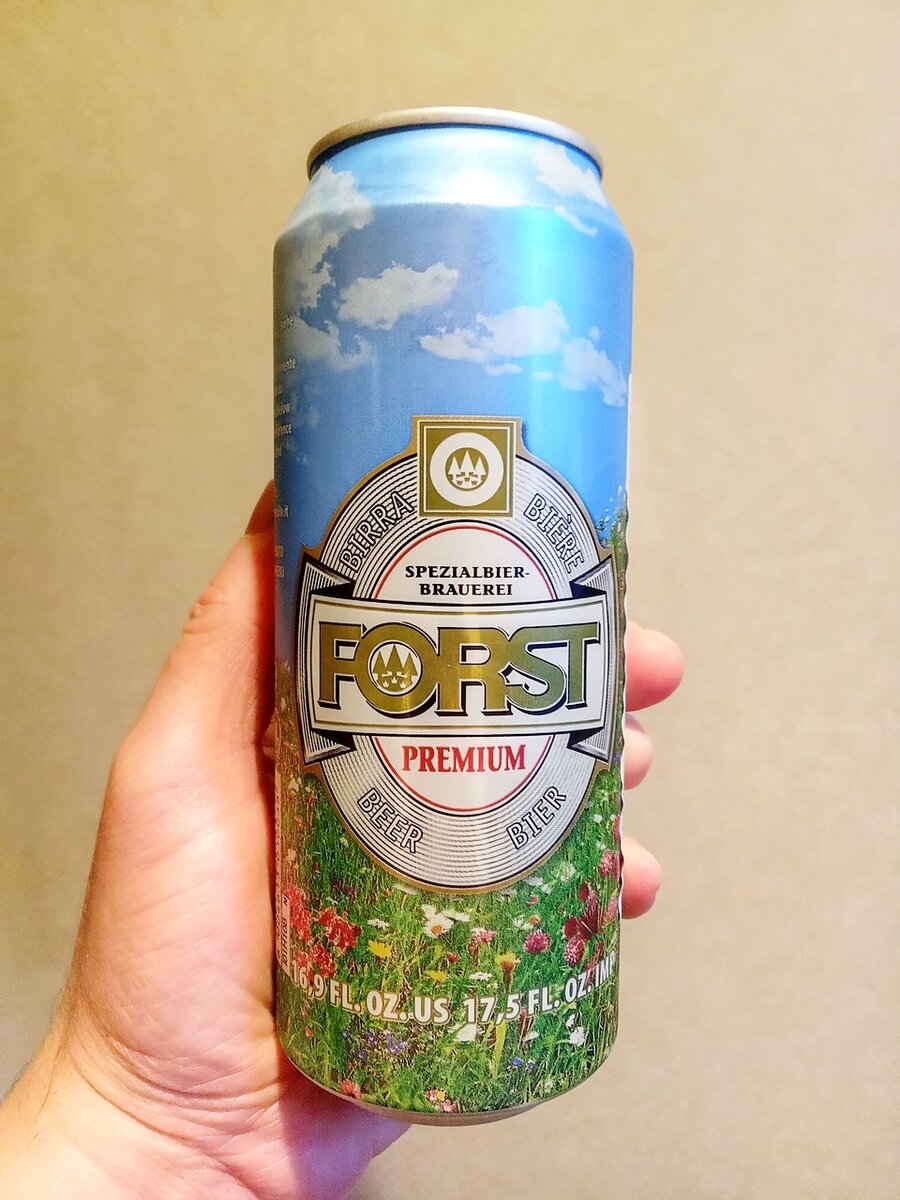 BIRRA BIÈRE
SPEZIALBIER-
BRAUEREI
FORST
PREMIUM
BEER BIER
16,9 FL. OZ. US 17,5 FL. OZ. IMP